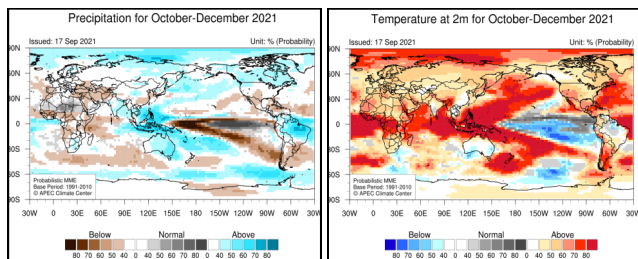 Precipitation for October-December 2021
Issued: 17 Sep 2021 Unit: % (Probability)
90N
60N
30N
0
30S
60S
90S
Probabilistic MME
Base Period: 1991-2010
© APEC Climate Center
30W 0 30E 60E 90E 120E 150E 180 150W 120W 90W 60W 30W
Below Normal Above
80 70 60 50 40 0 40 50 60 70 80 0 40 50 60 70 80
Temperature at 2m for October-December 2021
Issued: 17 Sep 2021 Unit: % (Probability)
90N
60N
30N
0
30S
60S
90S
Probabilistic MME
Base Period: 1991-2010
© APEC Climate Center
30W 0 30E 60E 90E 120E 150E 180 150W 120W 90W 60W 30W
Below Normal Above
80 70 60 50 40 0 40 50 60 70 80 0 40 50 60 70 80